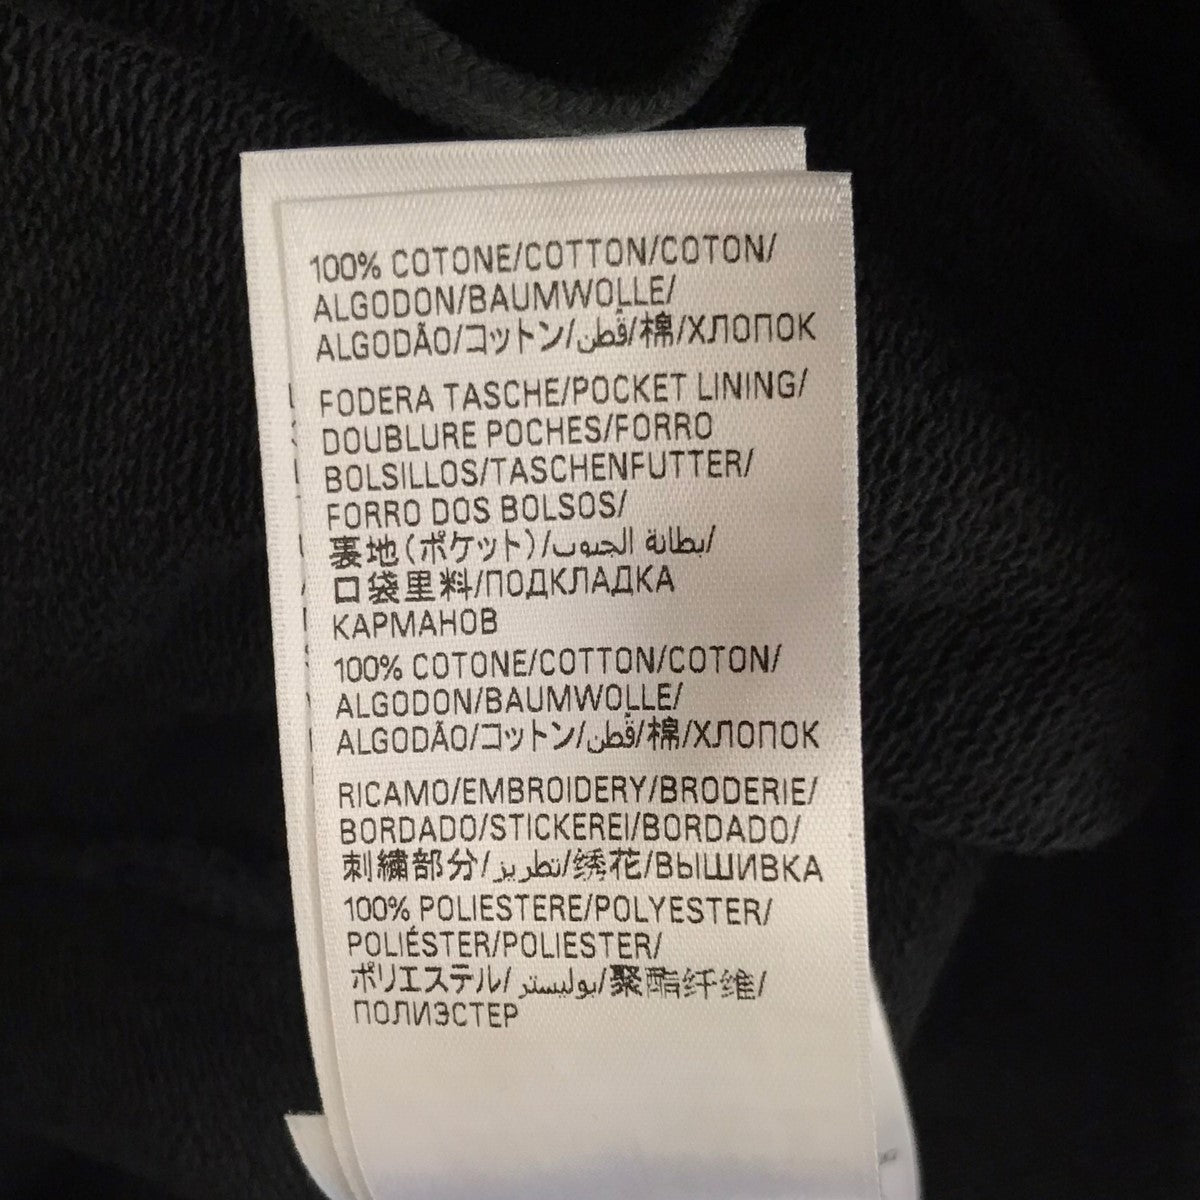 100% COTONE/COTTON/COTON/
ALGODON/BAUMWOLLE/
ALGODÃO/コットン/قُطن/棉/ХЛОПОК
FODERA TASCHE/POCKET LINING/
DOUBLURE POCHES/FORRO
BOLSILLOS/TASCHENFUTTER/
FORRO DOS BOLSOS/
裏地(ポケット)/بطانة الجيوب/
口袋里料/ПОДКЛАДКА
КАРМАНОВ
100% COTONE/COTTON/COTON/
ALGODON/BAUMWOLLE/
ALGODÃO/コットン/قُطن/棉/ХЛОПОК
RICAMO/EMBROIDERY/BRODERIE/
BORDADO/STICKEREI/BORDADO/
刺繍部分/تطريز/绣花/ВЫШИВКА
100% POLIESTERE/POLYESTER/
POLIÉSTER/POLIESTER/
ポリエステル/بوليستر/聚酯纤维/
ПОЛИЭСТЕР